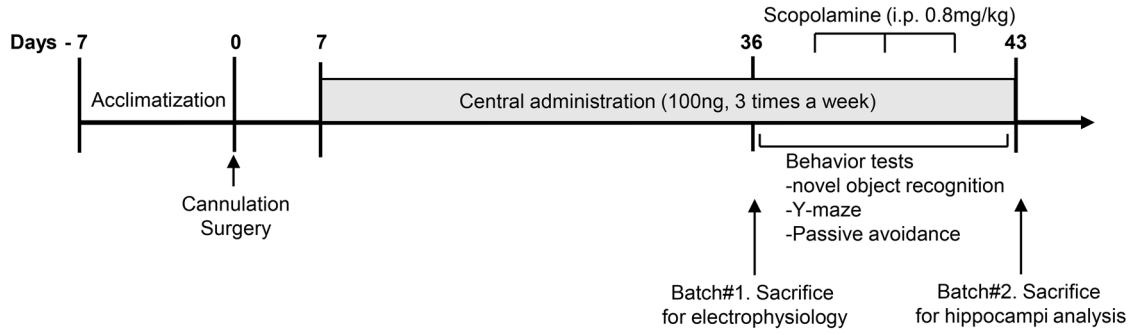 Scopolamine (i.p. 0.8mg/kg)
Days - 7 0 7 36 43
Acclimatization
Central administration (100ng, 3 times a week)
Cannulation
Surgery
Behavior tests
-novel object recognition
-Y-maze
-Passive avoidance
Batch#1. Sacrifice
for electrophysiology
Batch#2. Sacrifice
for hippocampi analysis